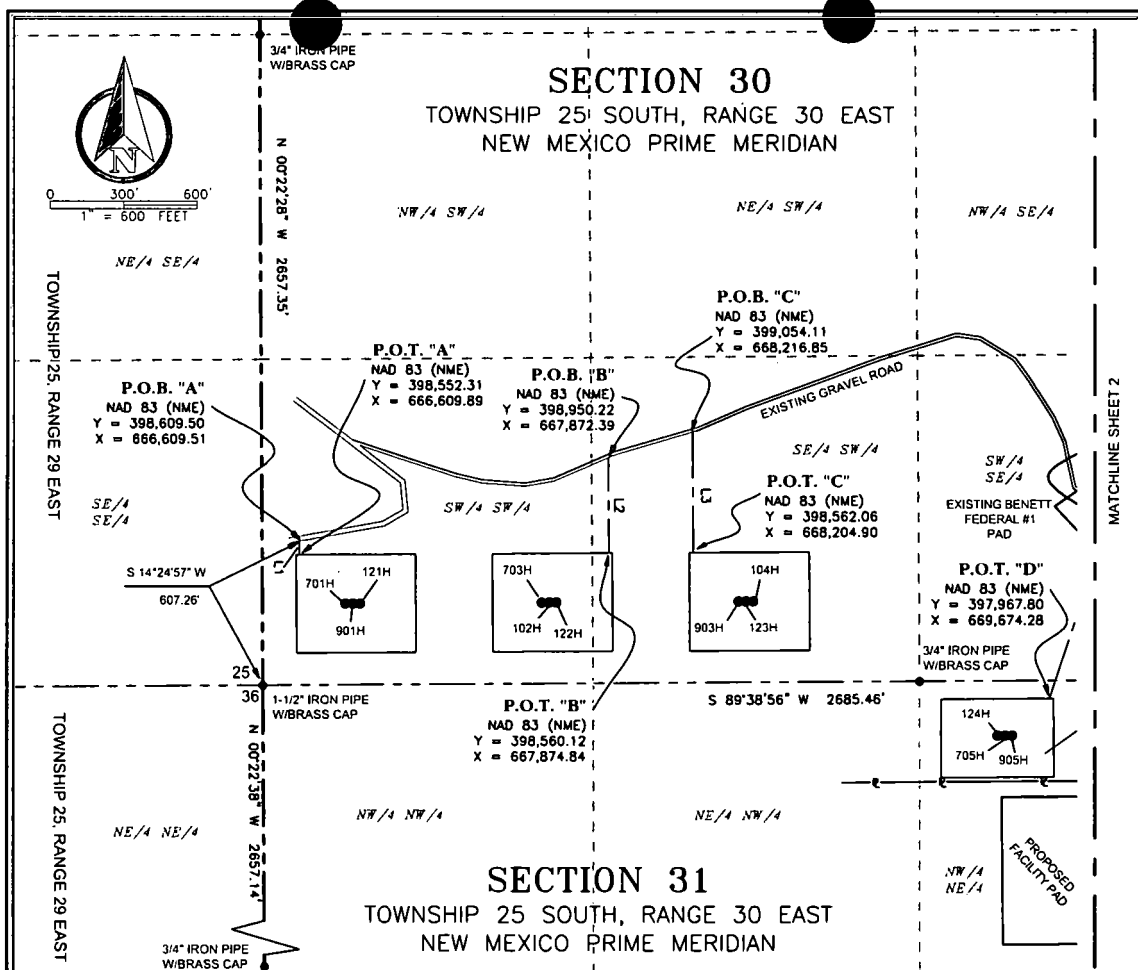 3/4" IRON PIPE
W/BRASS CAP
SECTION 30
TOWNSHIP 25 SOUTH, RANGE 30 EAST
NEW MEXICO PRIME MERIDIAN
N
0 300' 600'
1" = 600 FEET
N 00°22'28" W 2657.35'
NE/4 SE/4
NW/4 SW/4
NE/4 SW/4
NW/4 SE/4
TOWNSHIP 25, RANGE 29 EAST
P.O.B. "A"
NAD 83 (NME)
Y = 398,609.50
X = 666,609.51
P.O.T. "A"
NAD 83 (NME)
Y = 398,552.31
X = 666,609.89
P.O.B. "B"
NAD 83 (NME)
Y = 398,950.22
X = 667,872.39
P.O.B. "C"
NAD 83 (NME)
Y = 399,054.11
X = 668,216.85
EXISTING GRAVEL ROAD
MATCHLINE SHEET 2
SE/4
SE/4
SW/4 SW/4
SE/4 SW/4
SW/4
SE/4
EXISTING BENETT
FEDERAL #1
PAD
L1
L2
L3
P.O.T. "C"
NAD 83 (NME)
Y = 398,562.06
X = 668,204.90
P.O.T. "D"
NAD 83 (NME)
Y = 397,967.80
X = 669,674.28
S 14°24'57" W
607.26'
701H
121H
901H
703H
102H
122H
104H
903H
123H
3/4" IRON PIPE
W/BRASS CAP
25
36
1-1/2" IRON PIPE
W/BRASS CAP
S 89°38'56" W 2685.46'
P.O.T. "B"
NAD 83 (NME)
Y = 398,560.12
X = 667,874.84
124H
705H
905H
TOWNSHIP 25, RANGE 29 EAST
N 00°22'38" W 2657.14'
NE/4 NE/4
NW/4 NW/4
NE/4 NW/4
NW/4
NE/4
PROPOSED
FACILITY PAD
SECTION 31
TOWNSHIP 25 SOUTH, RANGE 30 EAST
NEW MEXICO PRIME MERIDIAN
3/4" IRON PIPE
W/BRASS CAP